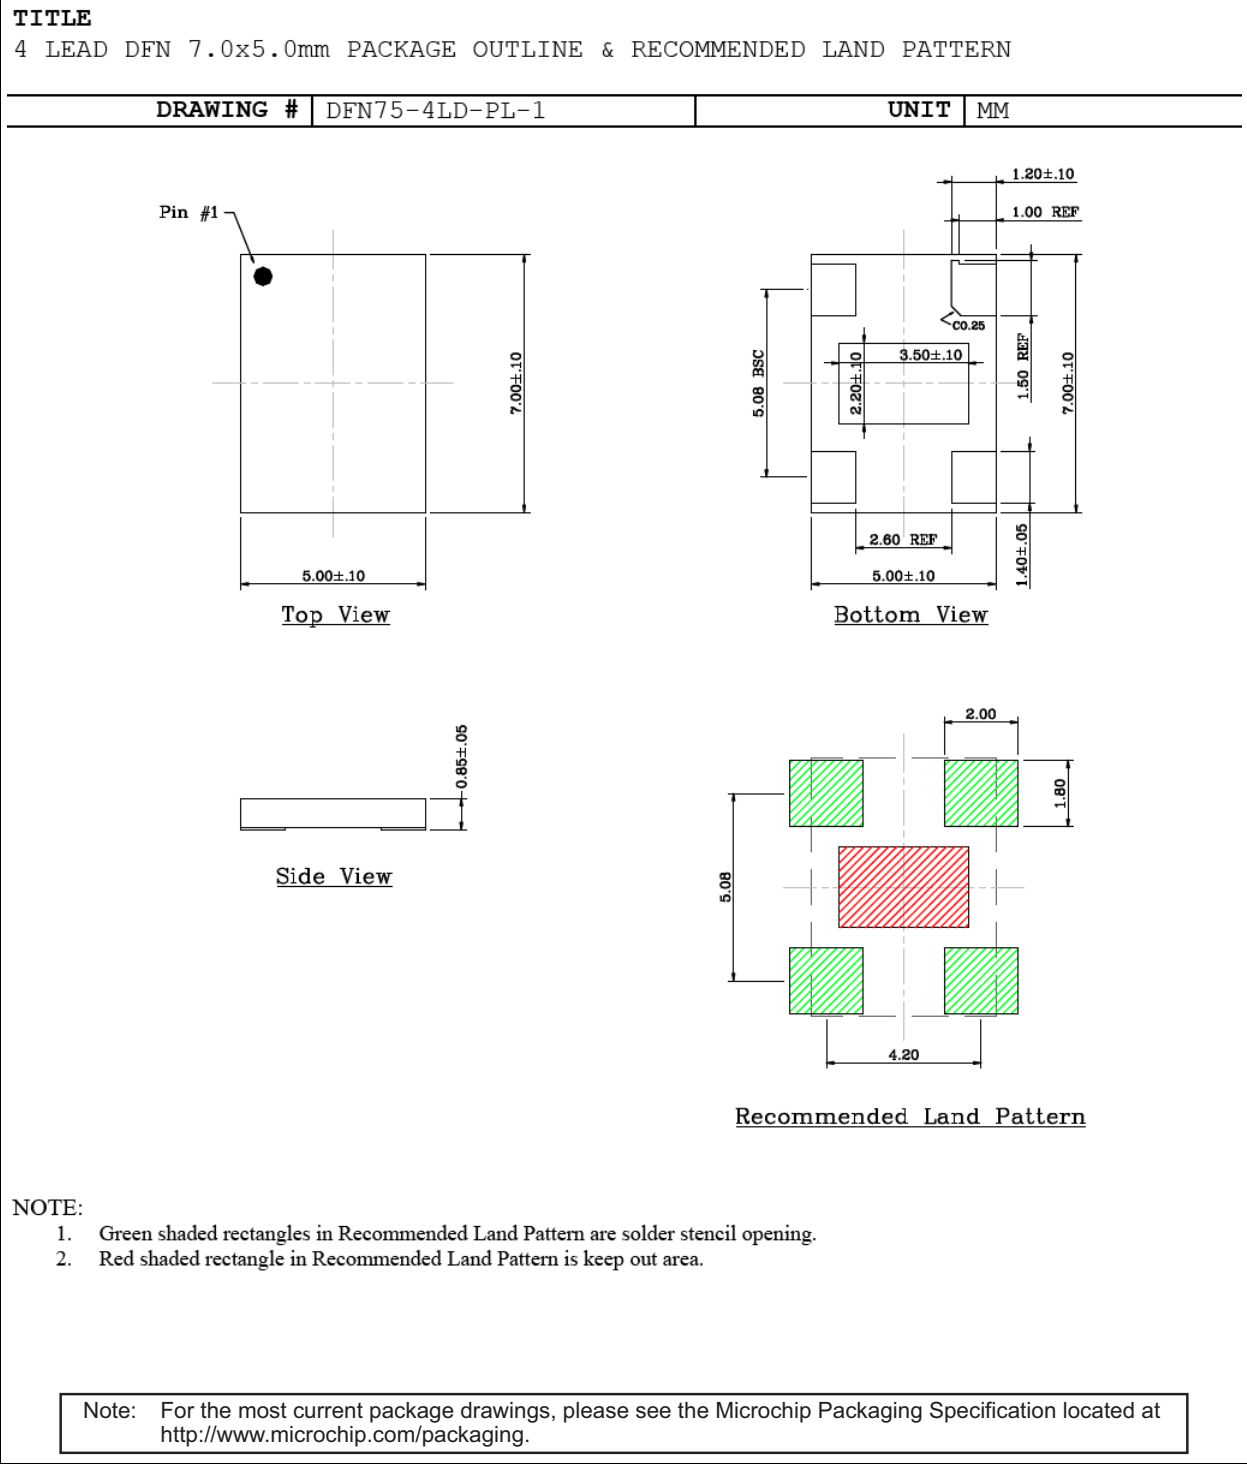 TITLE
4 LEAD DFN 7.0x5.0mm PACKAGE OUTLINE & RECOMMENDED LAND PATTERN
DRAWING # DFN75-4LD-PL-1 UNIT MM
Pin #1
7.00±.10
5.00±.10
Top View
1.20±.10
1.00 REF
C0.25
5.08 BSC
2.20±.10
3.50±.10
1.50 REF
7.00±.10
2.60 REF
1.40±.05
5.00±.10
Bottom View
0.85±.05
Side View
2.00
1.80
5.08
4.20
Recommended Land Pattern
NOTE:
1. Green shaded rectangles in Recommended Land Pattern are solder stencil opening.
2. Red shaded rectangle in Recommended Land Pattern is keep out area.
Note: For the most current package drawings, please see the Microchip Packaging Specification located at
http://www.microchip.com/packaging.